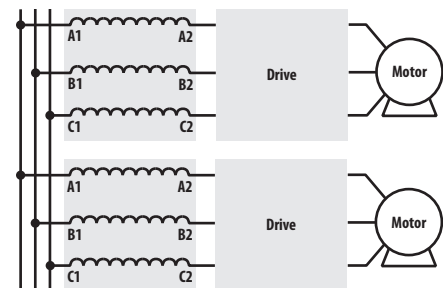 A1 A2
B1 B2
C1 C2
Drive
Motor
A1 A2
B1 B2
C1 C2
Drive
Motor